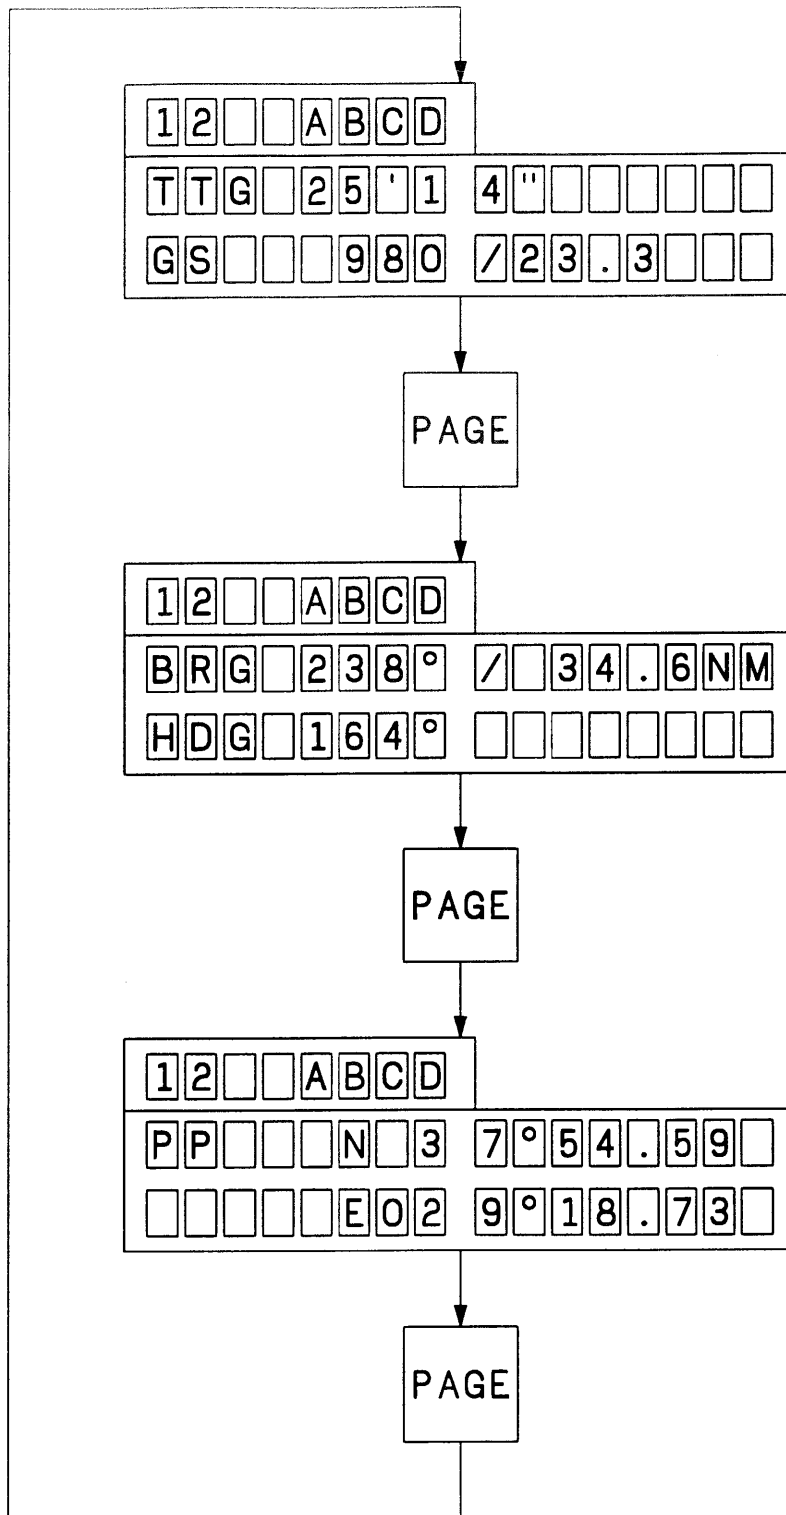 12 ABCD
TTG 25'14"
GS 980/23.3
PAGE
12 ABCD
BRG 238°/ 34.6NM
HDG 164°
PAGE
12 ABCD
PP N 37°54.59
E029°18.73
PAGE